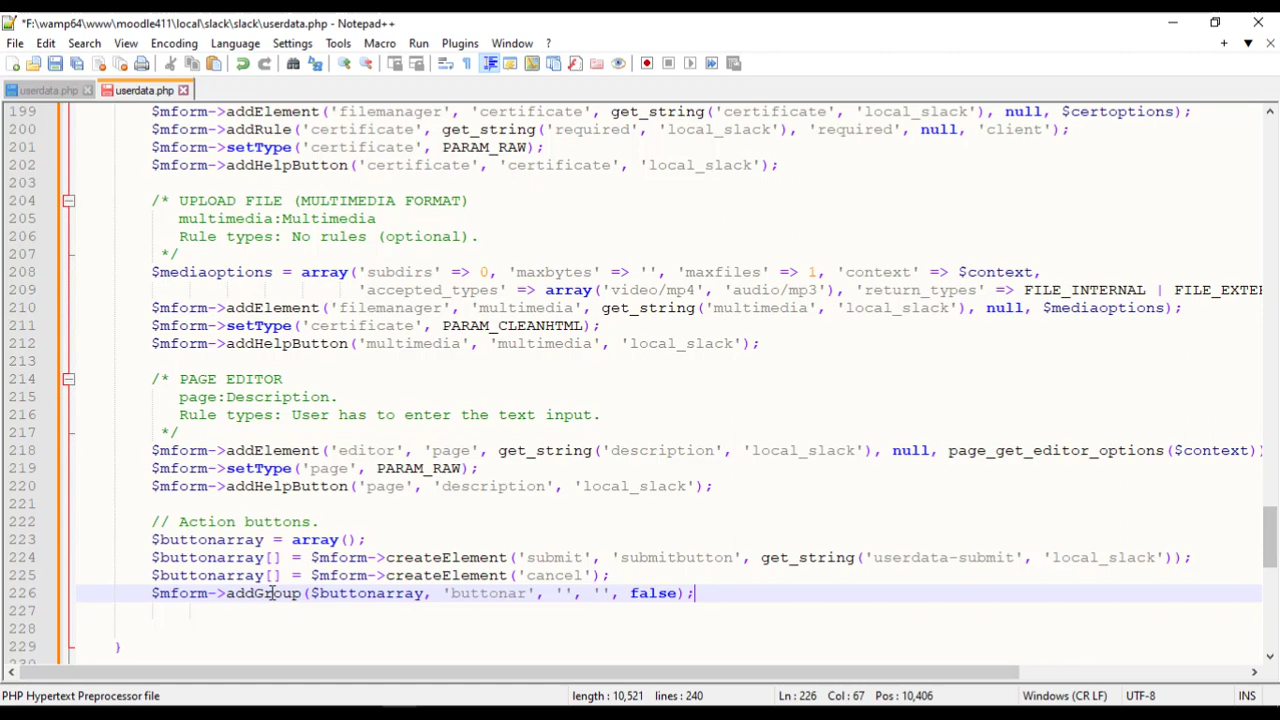 *F:\wamp64\www\moodle411\local\slack\slack\userdata.php - Notepad++
File Edit Search View Encoding Language Settings Tools Macro Run Plugins Window ?
userdata.php userdata.php
199 $mform->addElement('filemanager', 'certificate', get_string('certificate', 'local_slack'), null, $certoptions);
200 $mform->addRule('certificate', get_string('required', 'local_slack'), 'required', null, 'client');
201 $mform->setType('certificate', PARAM_RAW);
202 $mform->addHelpButton('certificate', 'certificate', 'local_slack');
203
204 /* UPLOAD FILE (MULTIMEDIA FORMAT)
205 multimedia:Multimedia
206 Rule types: No rules (optional).
207 */
208 $mediaoptions = array('subdirs' => 0, 'maxbytes' => '', 'maxfiles' => 1, 'context' => $context,
209 'accepted_types' => array('video/mp4', 'audio/mp3'), 'return_types' => FILE_INTERNAL | FILE_EXTE
210 $mform->addElement('filemanager', 'multimedia', get_string('multimedia', 'local_slack'), null, $mediaoptions);
211 $mform->setType('certificate', PARAM_CLEANHTML);
212 $mform->addHelpButton('multimedia', 'multimedia', 'local_slack');
213
214 /* PAGE EDITOR
215 page:Description.
216 Rule types: User has to enter the text input.
217 */
218 $mform->addElement('editor', 'page', get_string('description', 'local_slack'), null, page_get_editor_options($context))
219 $mform->setType('page', PARAM_RAW);
220 $mform->addHelpButton('page', 'description', 'local_slack');
221
222 // Action buttons.
223 $buttonarray = array();
224 $buttonarray[] = $mform->createElement('submit', 'submitbutton', get_string('userdata-submit', 'local_slack'));
225 $buttonarray[] = $mform->createElement('cancel');
226 $mform->addGroup($buttonarray, 'buttonar', '', '', false);
227
228
229 }
230
PHP Hypertext Preprocessor file length : 10,521 lines : 240 Ln : 226 Col : 67 Pos : 10,406 Windows (CR LF) UTF-8 INS